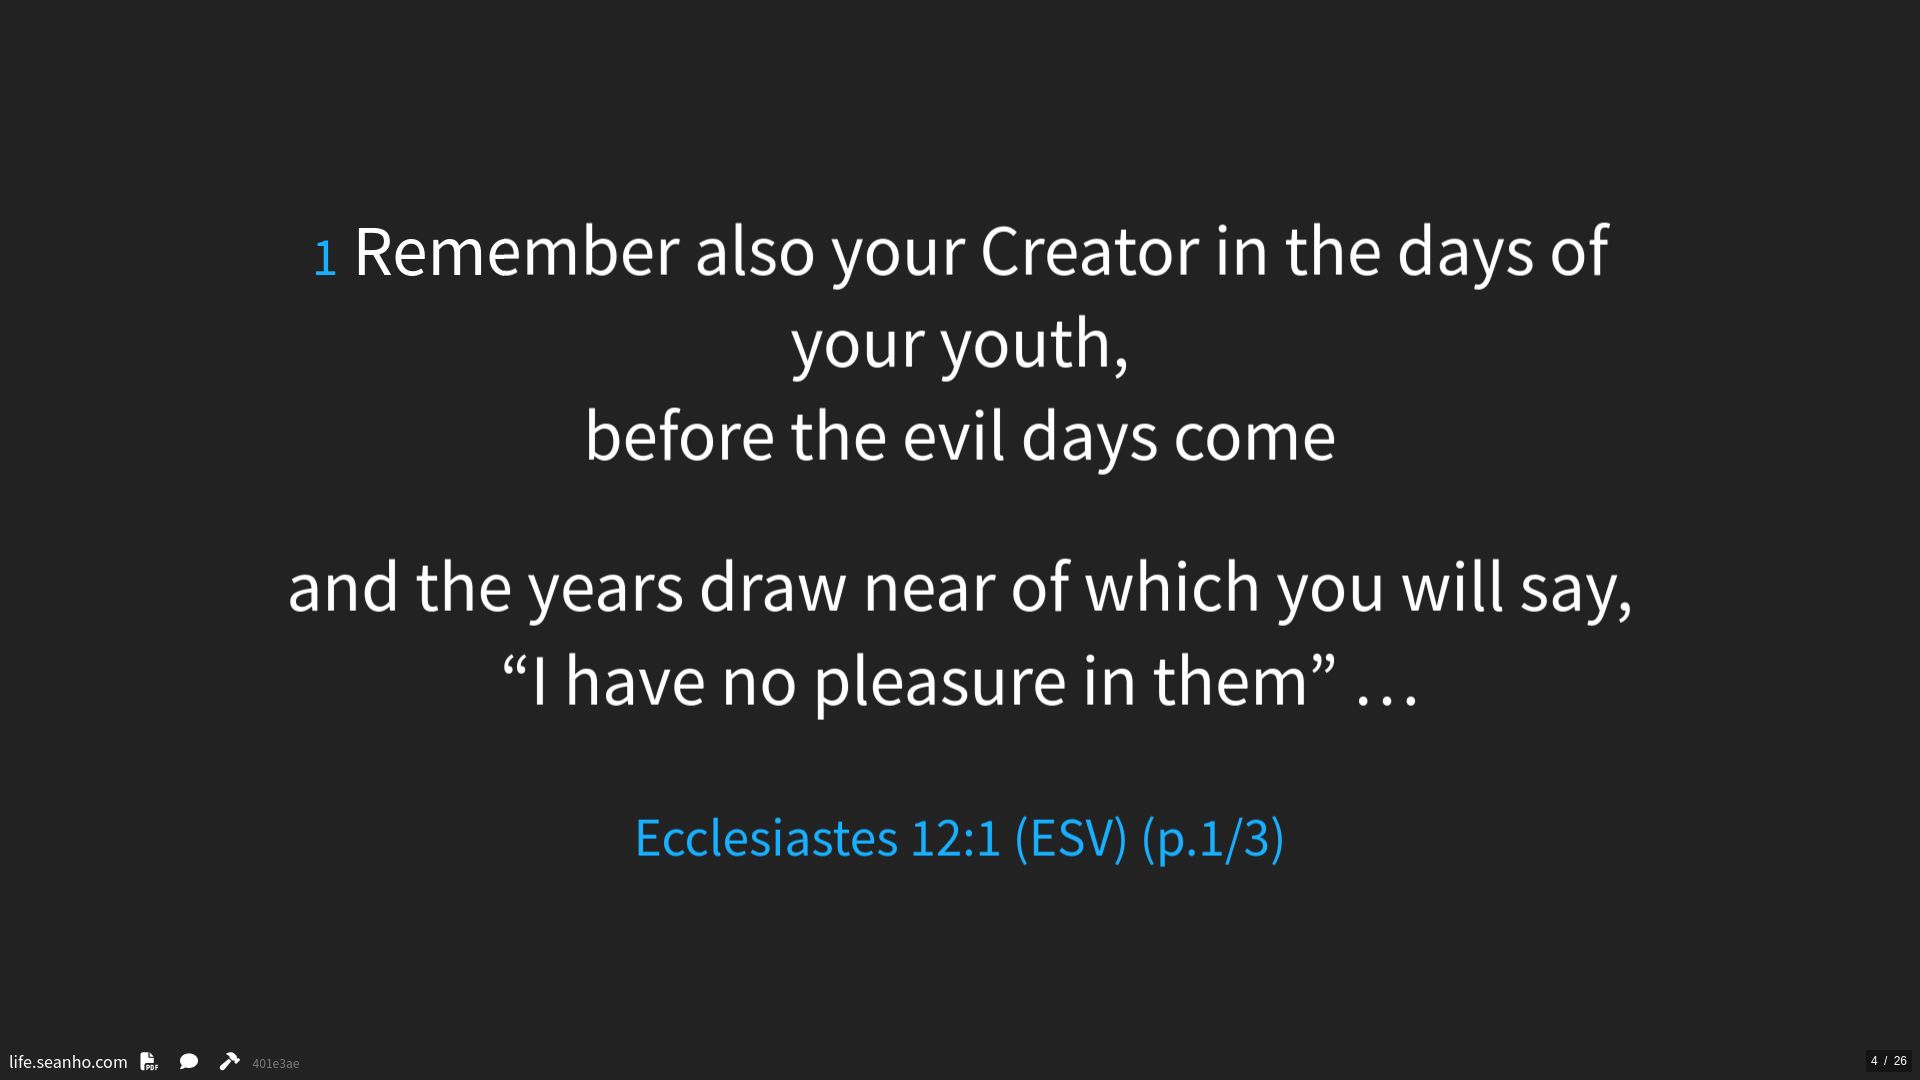 1 Remember also your Creator in the days of
your youth,
before the evil days come
and the years draw near of which you will say,
“I have no pleasure in them” …
Ecclesiastes 12:1 (ESV) (p.1/3)
life.seanho.com PDF 401e3ae
4 / 26